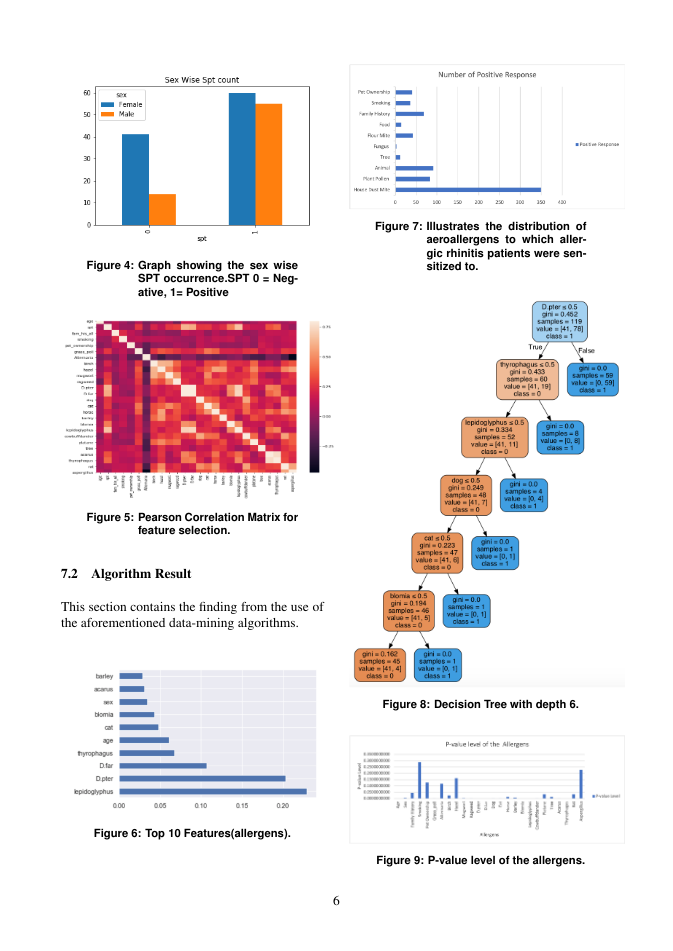 Sex Wise Spt count
sex
Female
Male
60
50
40
30
20
10
0
0
1
spt
Figure 4: Graph showing the sex wise
SPT occurrence.SPT 0 = Neg-
ative, 1= Positive
Figure 5: Pearson Correlation Matrix for
feature selection.
7.2 Algorithm Result
This section contains the finding from the use of
the aforementioned data-mining algorithms.
barley
acarus
sex
blomia
cat
age
thyrophagus
D.far
D.pter
lepidoglyphus
0.00 0.05 0.10 0.15 0.20
Figure 6: Top 10 Features(allergens).
Number of Positive Response
Pet Ownership
Smoking
Family History
Food
Flour Mite
Fungus
Tree
Animal
Plant Pollen
House Dust Mite
0 50 100 150 200 250 300 350 400
Positive Response
Figure 7: Illustrates the distribution of
aeroallergens to which aller-
gic rhinitis patients were sen-
sitized to.
D.pter ≤ 0.5
gini = 0.452
samples = 119
value = [41, 78]
class = 1
True
False
thyrophagus ≤ 0.5
gini = 0.433
samples = 60
value = [41, 19]
class = 0
gini = 0.0
samples = 59
value = [0, 59]
class = 1
lepidoglyphus ≤ 0.5
gini = 0.334
samples = 52
value = [41, 11]
class = 0
gini = 0.0
samples = 8
value = [0, 8]
class = 1
dog ≤ 0.5
gini = 0.249
samples = 48
value = [41, 7]
class = 0
gini = 0.0
samples = 4
value = [0, 4]
class = 1
cat ≤ 0.5
gini = 0.223
samples = 47
value = [41, 6]
class = 0
gini = 0.0
samples = 1
value = [0, 1]
class = 1
blomia ≤ 0.5
gini = 0.194
samples = 46
value = [41, 5]
class = 0
gini = 0.0
samples = 1
value = [0, 1]
class = 1
gini = 0.162
samples = 45
value = [41, 4]
class = 0
gini = 0.0
samples = 1
value = [0, 1]
class = 1
Figure 8: Decision Tree with depth 6.
P-value level of the Allergens
P-value Level
Allergens
P-value level
Figure 9: P-value level of the allergens.
6